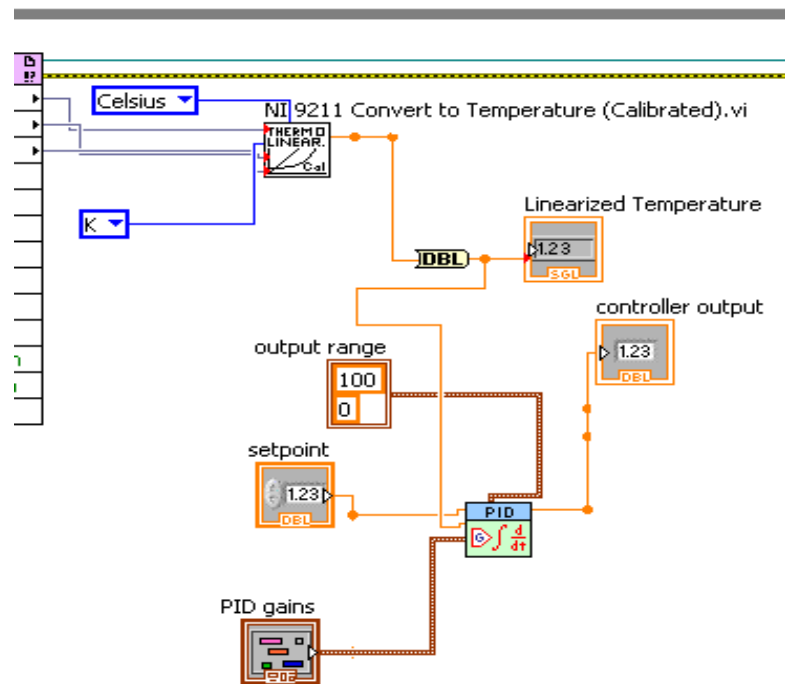 !?
Celsius
NI 9211 Convert to Temperature (Calibrated).vi
THERMO
LINEAR.
Cal
Linearized Temperature
K
DBL
1.23
SGL
controller output
output range
1.23
100
DBL
0
setpoint
1.23
DBL
PID
G ∫ d/dt
PID gains